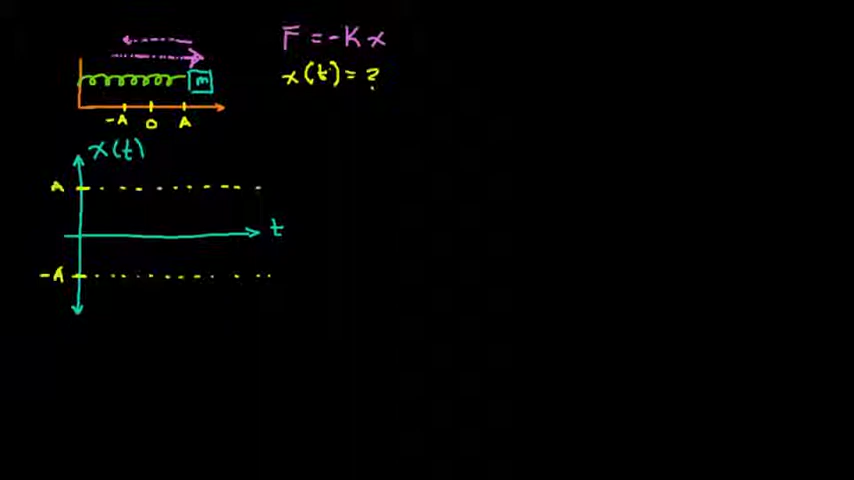 F = -Kx
x(t) = ?
m
-A 0 A
x(t)
A
t
-A